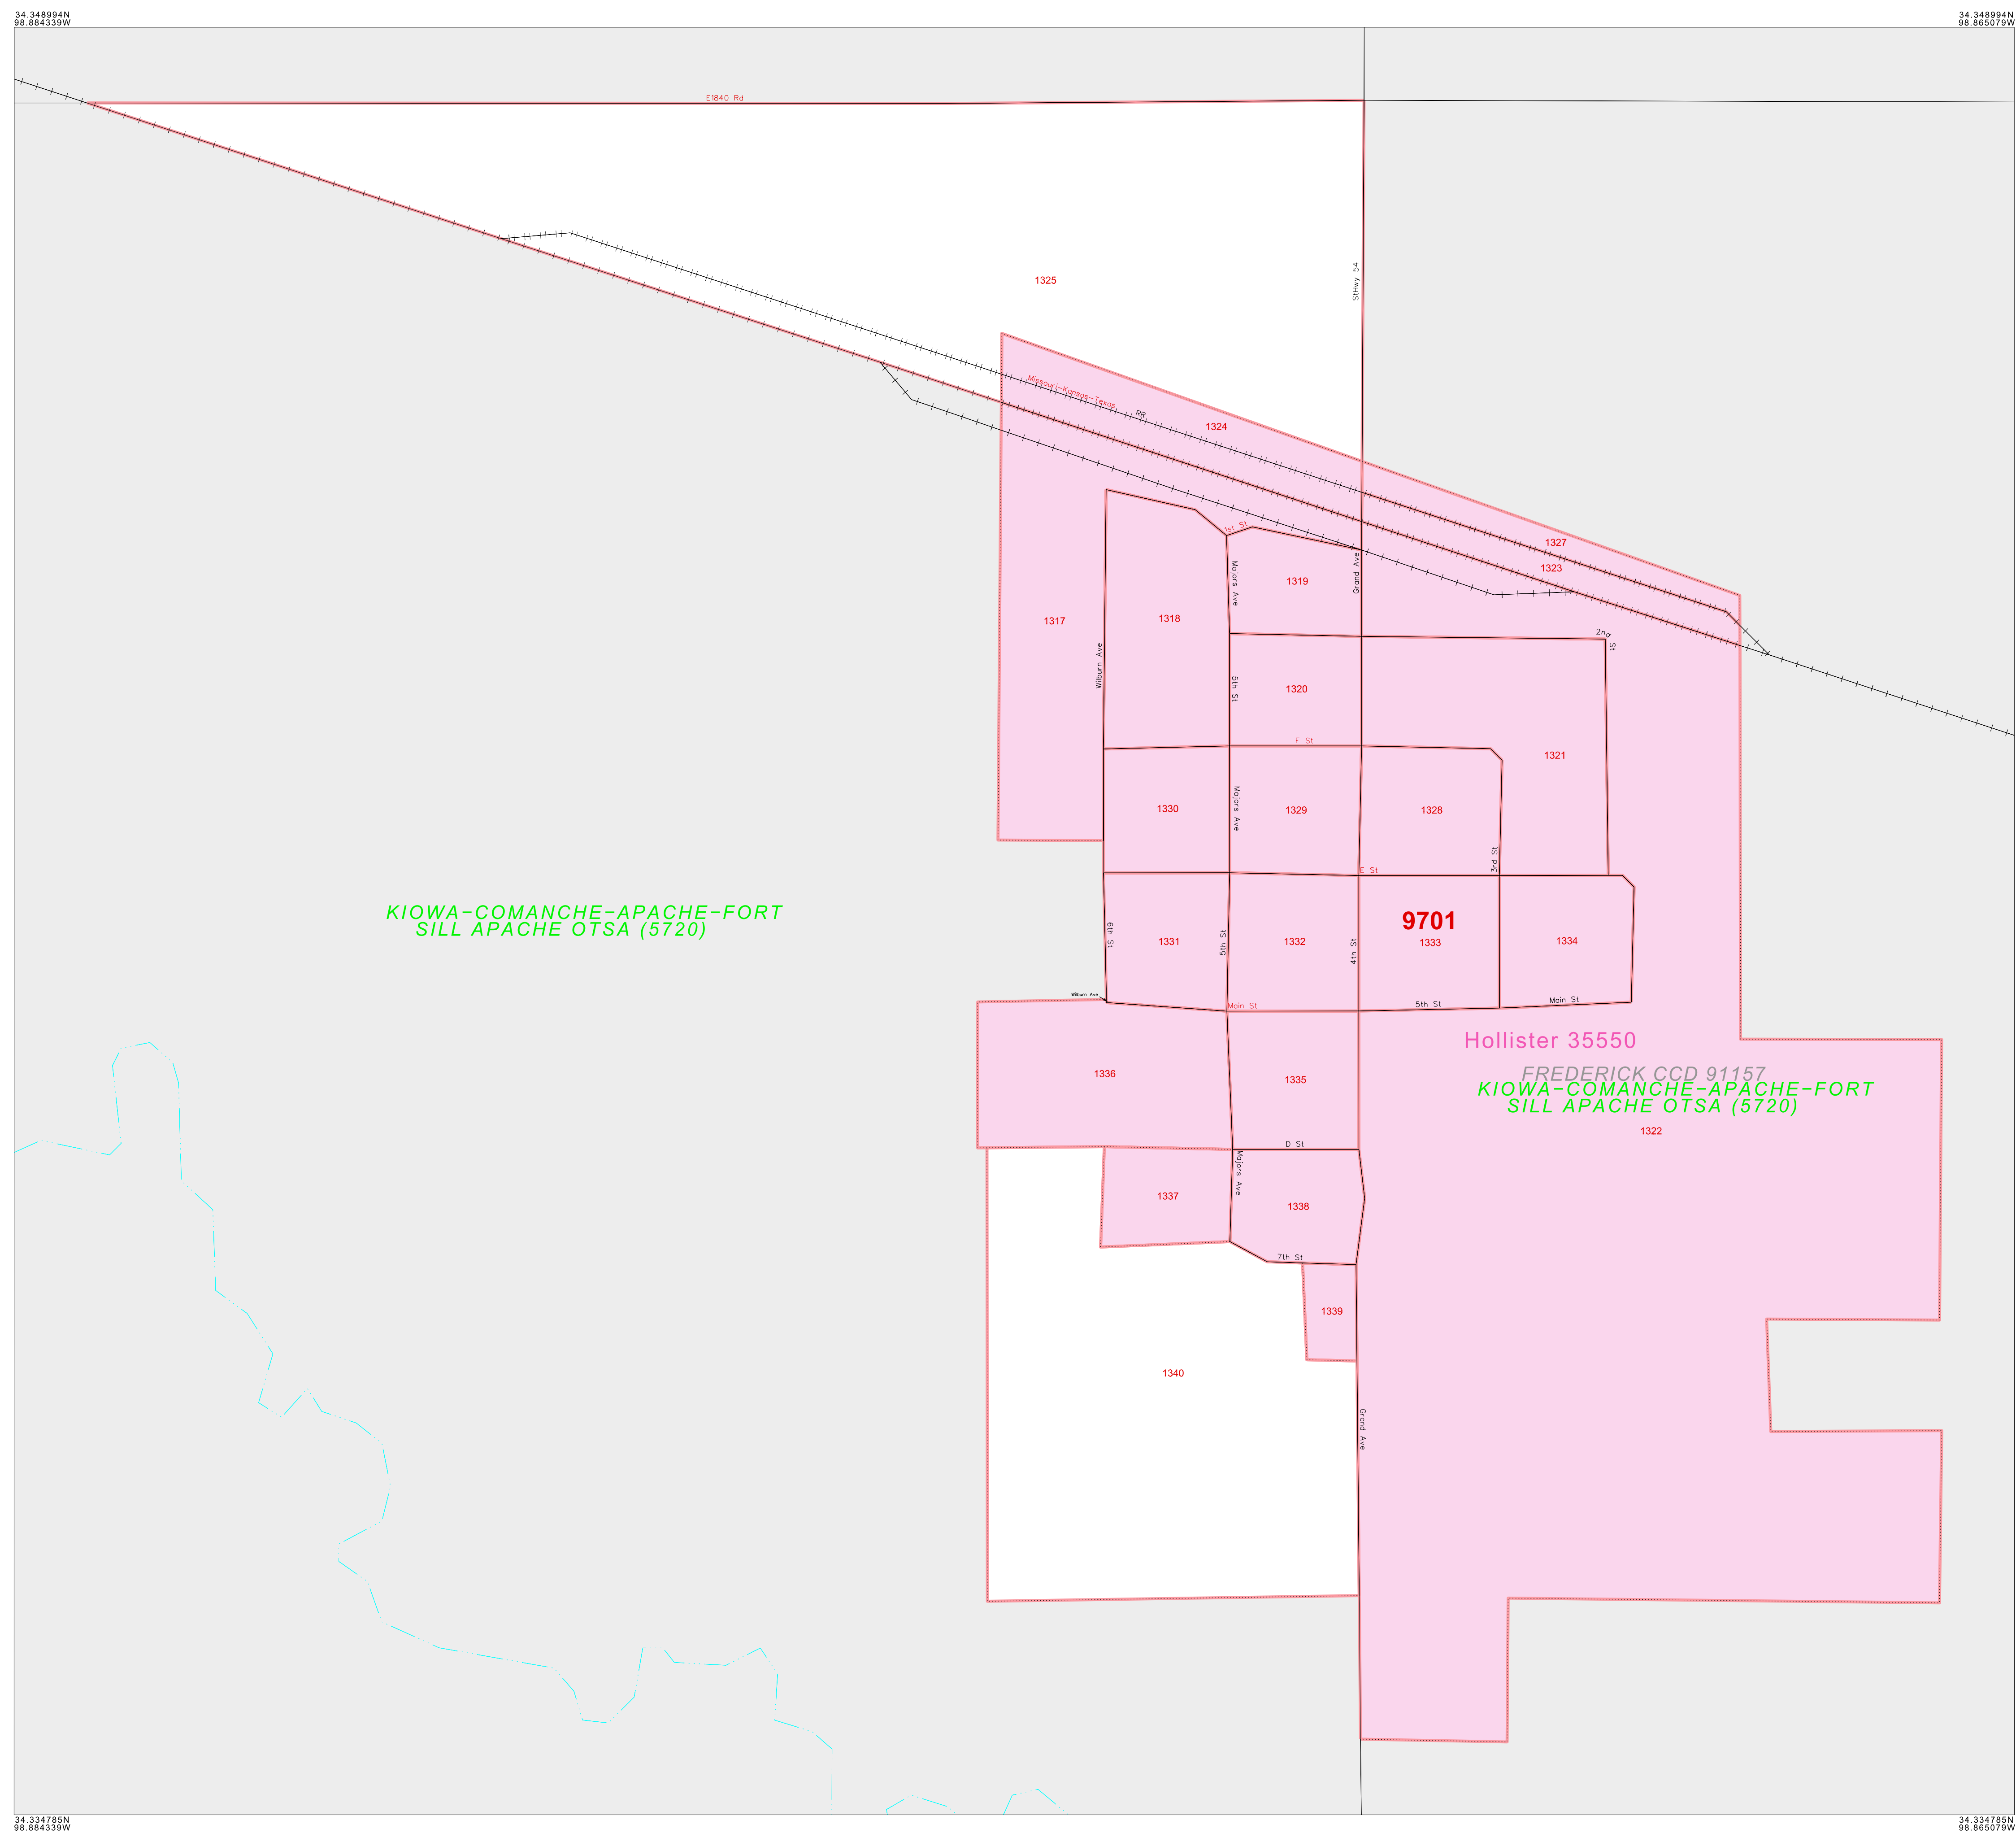 34.348994N
98.884339W
34.348994N
98.865079W
E1840 Rd
StHwy 54
1325
Missouri-Kansas-Texas
RR
1324
1327
1323
1st St
Majors Ave
Grand Ave
1319
1317
1318
Wilburn Ave
2nd
St
5th St
1320
F St
1321
1330
Majors Ave
1329
1328
3rd St
E St
KIOWA-COMANCHE-APACHE-FORT
SILL APACHE OTSA (5720)
9701
6th St
1331
5th St
1332
4th St
1333
1334
Wilburn Ave
Main St
5th St
Main St
Hollister 35550
FREDERICK CCD 91157
KIOWA-COMANCHE-APACHE-FORT
SILL APACHE OTSA (5720)
1336
1335
1322
D St
Majors Ave
1337
1338
7th St
1339
1340
Grand Ave
34.334785N
98.884339W
34.334785N
98.865079W